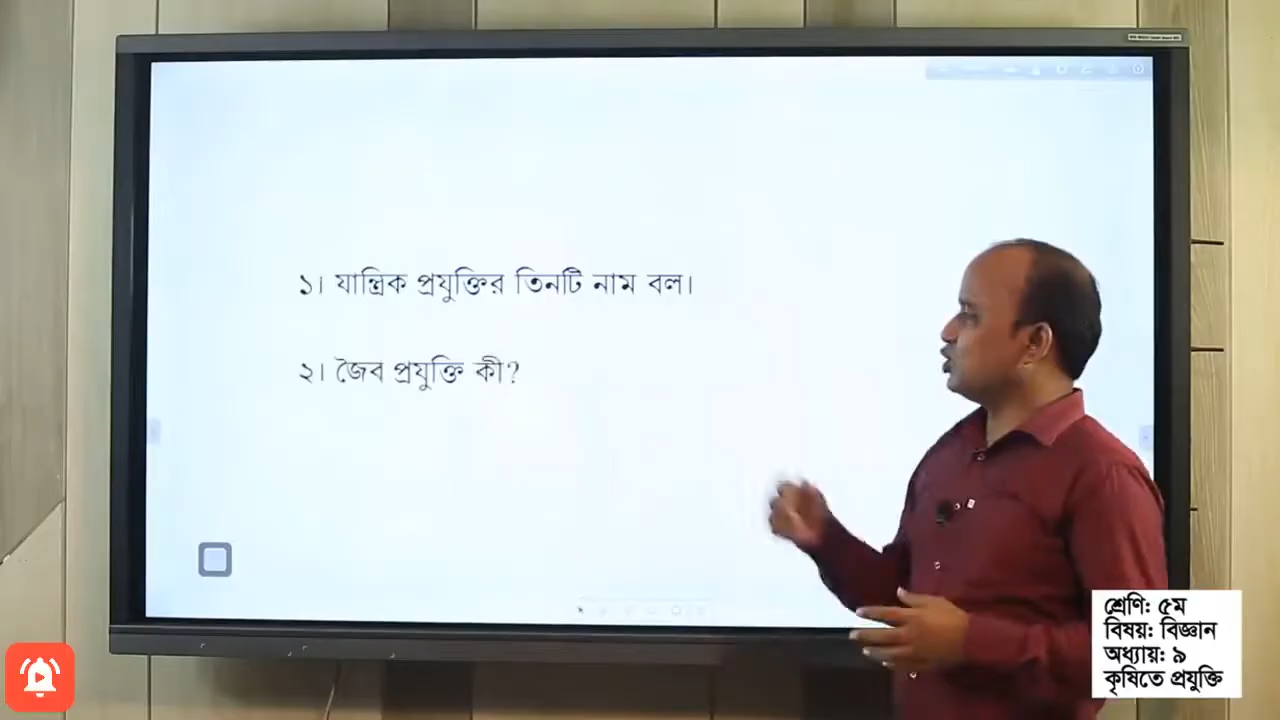 ১। যান্ত্রিক প্রযুক্তির তিনটি নাম বল।
২। জৈব প্রযুক্তি কী?
শ্রেণি: ৫ম
বিষয়: বিজ্ঞান
অধ্যায়: ৯
কৃষিতে প্রযুক্তি